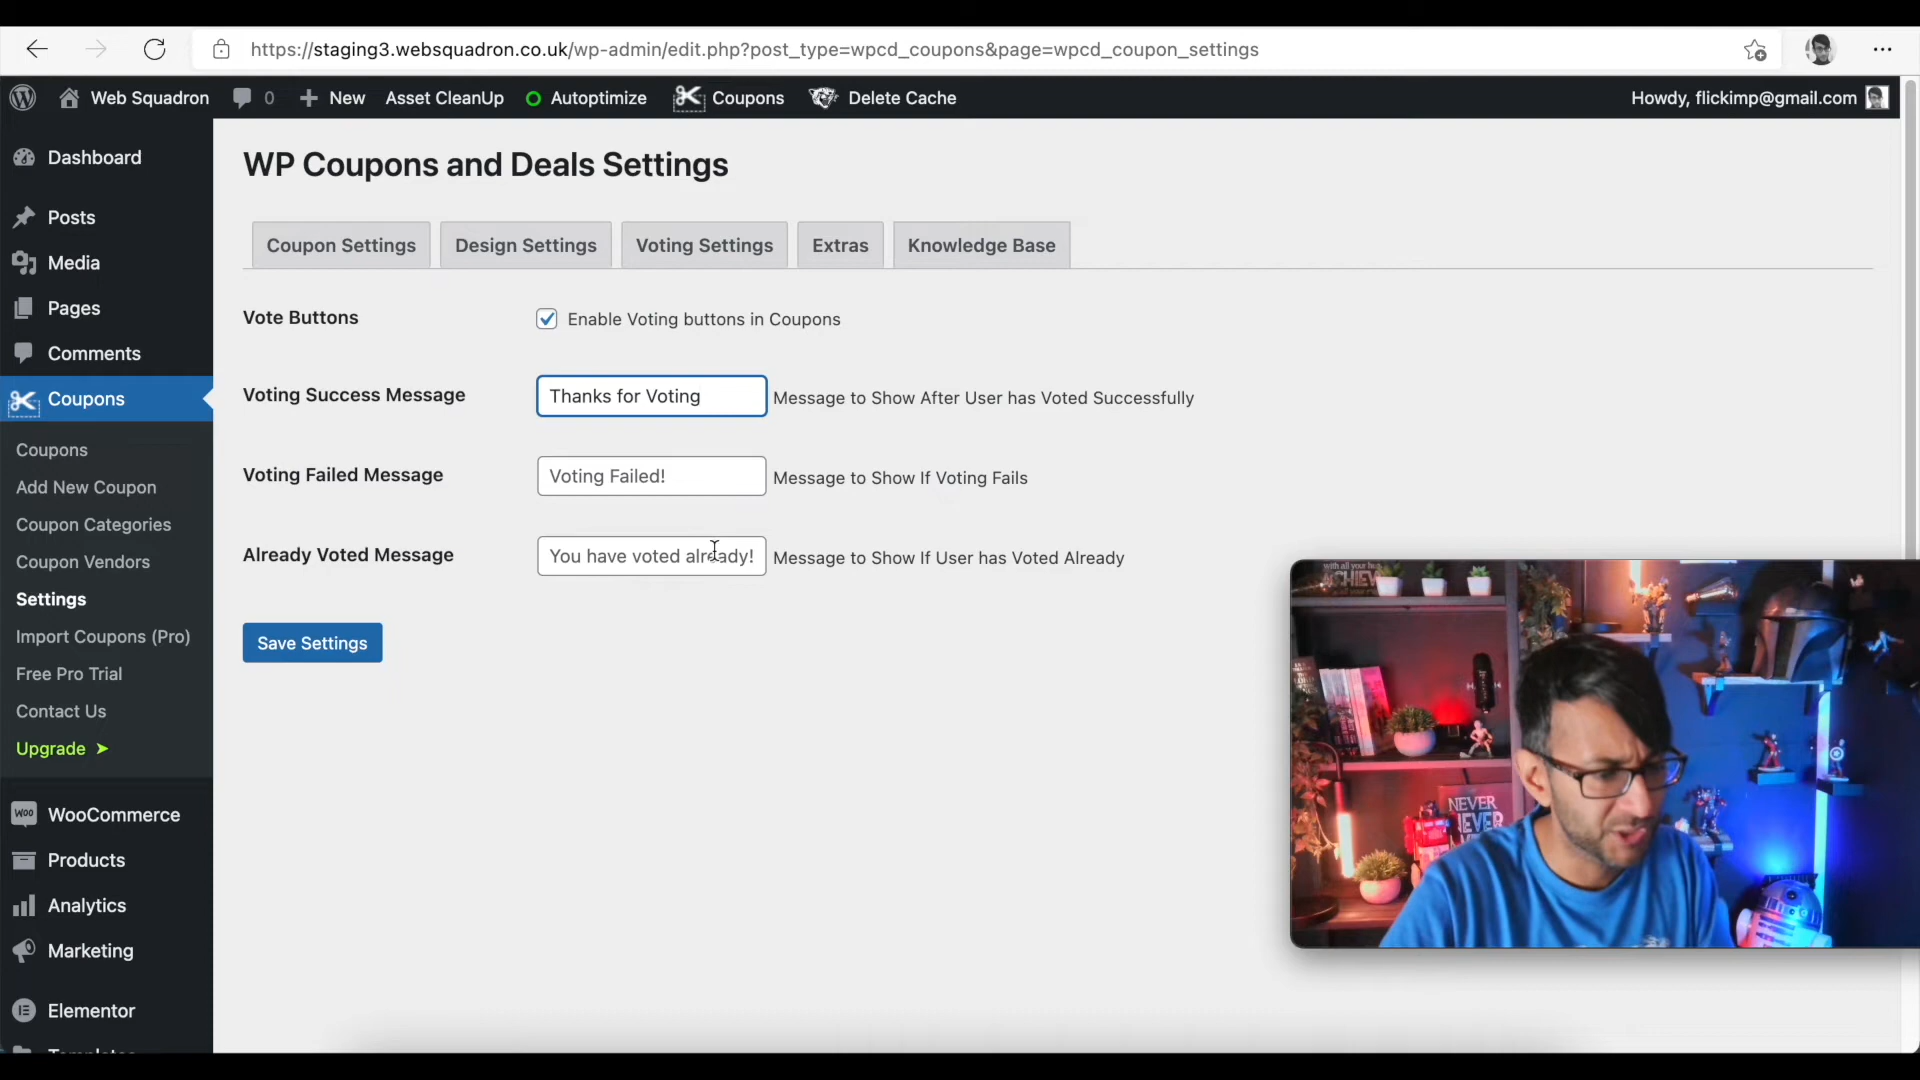 https://staging3.websquadron.co.uk/wp-admin/edit.php?post_type=wpcd_coupons&page=wpcd_coupon_settings
Web Squadron 0 New Asset CleanUp Autoptimize Coupons Delete Cache Howdy, flickimp@gmail.com
Dashboard
Posts
Media
Pages
Comments
Coupons
Coupons
Add New Coupon
Coupon Categories
Coupon Vendors
Settings
Import Coupons (Pro)
Free Pro Trial
Contact Us
Upgrade ➤
WooCommerce
Products
Analytics
Marketing
Elementor
WP Coupons and Deals Settings
Coupon Settings Design Settings Voting Settings Extras Knowledge Base
Vote Buttons Enable Voting buttons in Coupons
Voting Success Message Thanks for Voting Message to Show After User has Voted Successfully
Voting Failed Message Voting Failed! Message to Show If Voting Fails
Already Voted Message You have voted already! Message to Show If User has Voted Already
Save Settings
with all your
NEVER
NEVER